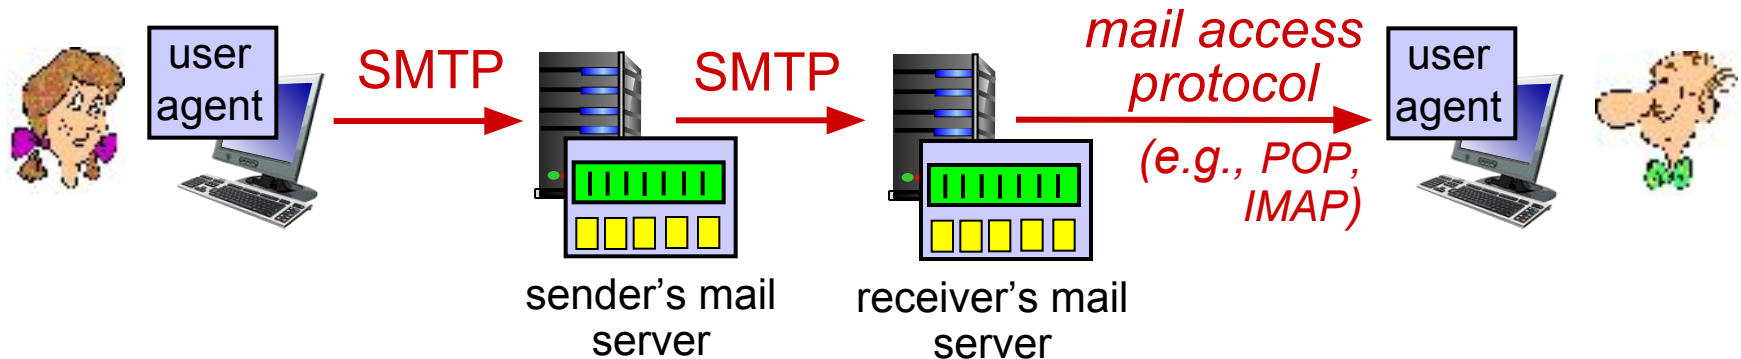 user
agent
SMTP
sender's mail
server
SMTP
receiver's mail
server
mail access
protocol
(e.g., POP,
IMAP)
user
agent